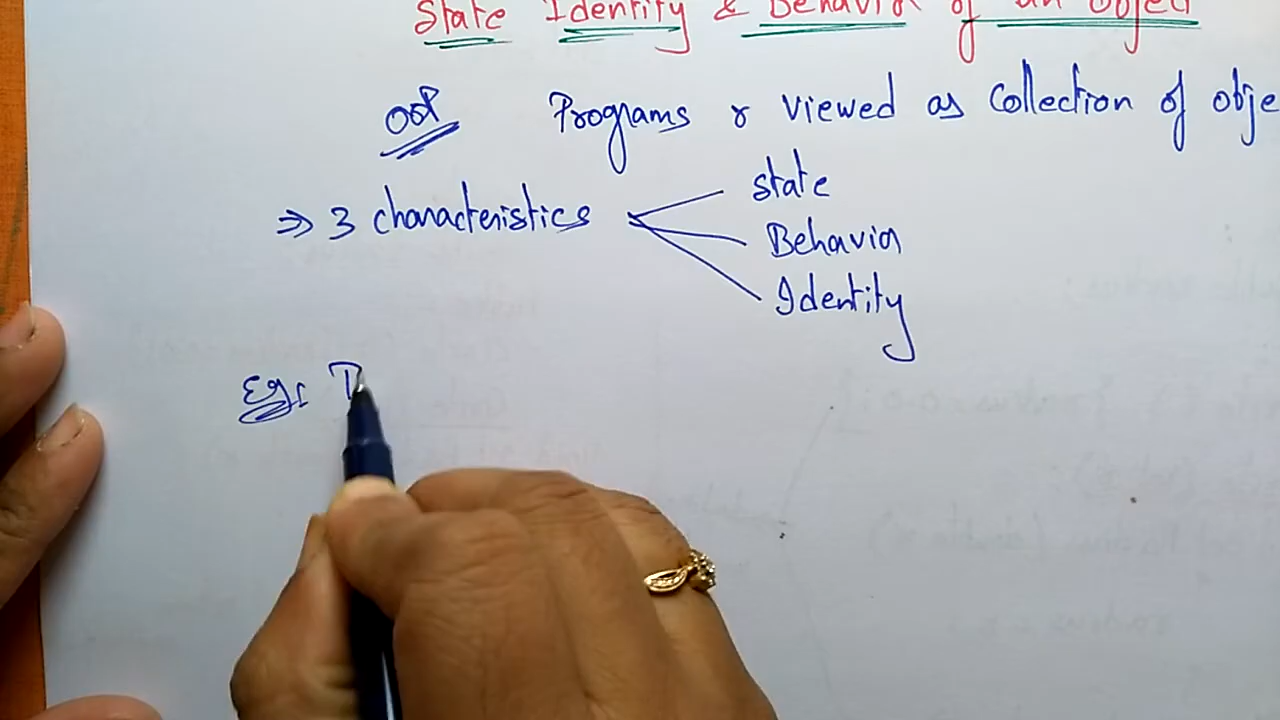 State Identity & Behavior of an Object
OOP Programs r viewed as Collection of obje
⇒ 3 characteristics
State
Behavior
Identity
Eg: